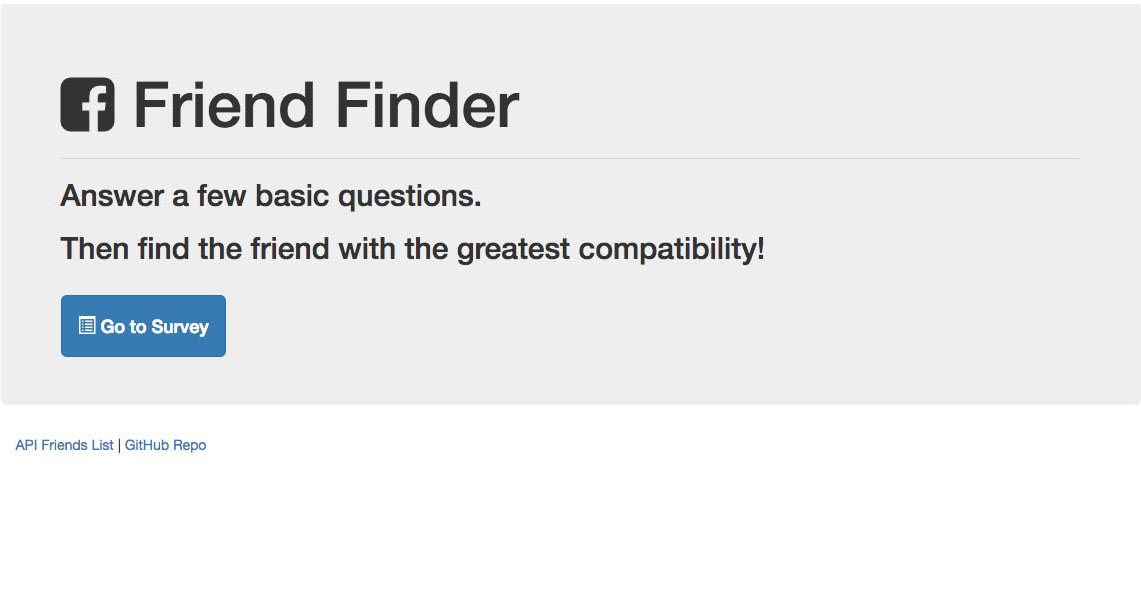 Friend Finder
Answer a few basic questions.
Then find the friend with the greatest compatibility!
Go to Survey
API Friends List | GitHub Repo